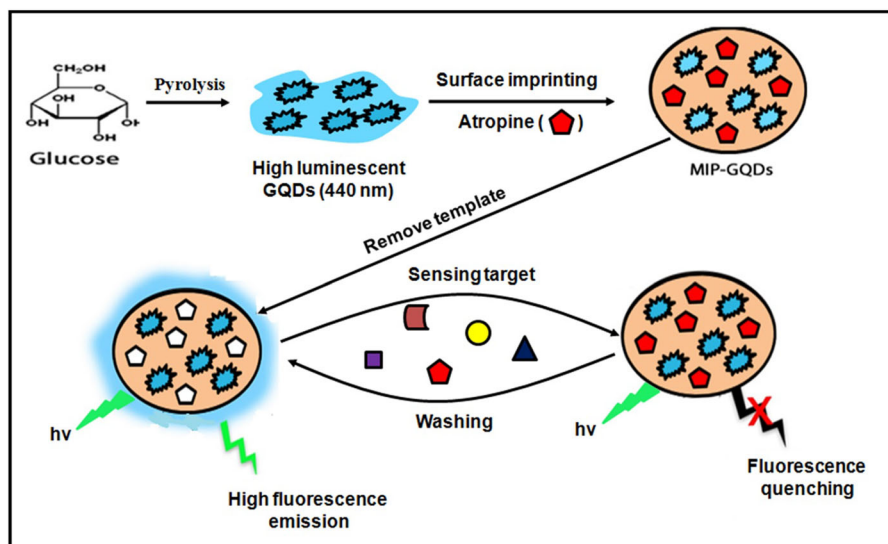 CH₂OH
O
OH
OH
OH
OH
Glucose
Pyrolysis
High luminescent
GQDs (440 nm)
Surface imprinting
Atropine ( )
MIP-GQDs
Remove template
Sensing target
Washing
hv
High fluorescence
emission
hv
X
Fluorescence
quenching